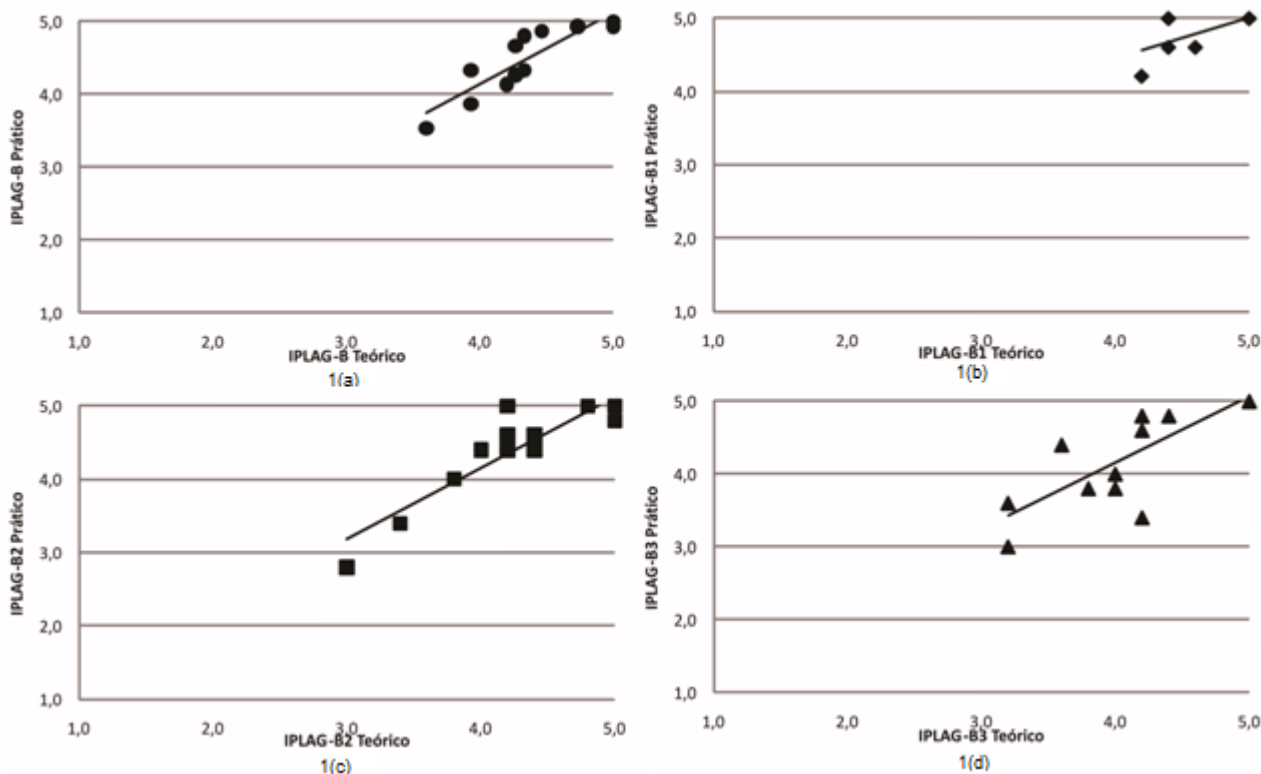 5,0
4,0
3,0
2,0
1,0
IPLAG-B Prático
1,0 2,0 3,0 4,0 5,0
IPLAG-B Teórico
1(a)
5,0
4,0
3,0
2,0
1,0
IPLAG-B1 Prático
1,0 2,0 3,0 4,0 5,0
IPLAG-B1 Teórico
1(b)
5,0
4,0
3,0
2,0
1,0
IPLAG-B2 Prático
1,0 2,0 3,0 4,0 5,0
IPLAG-B2 Teórico
1(c)
5,0
4,0
3,0
2,0
1,0
IPLAG-B3 Prático
1,0 2,0 3,0 4,0 5,0
IPLAG-B3 Teórico
1(d)